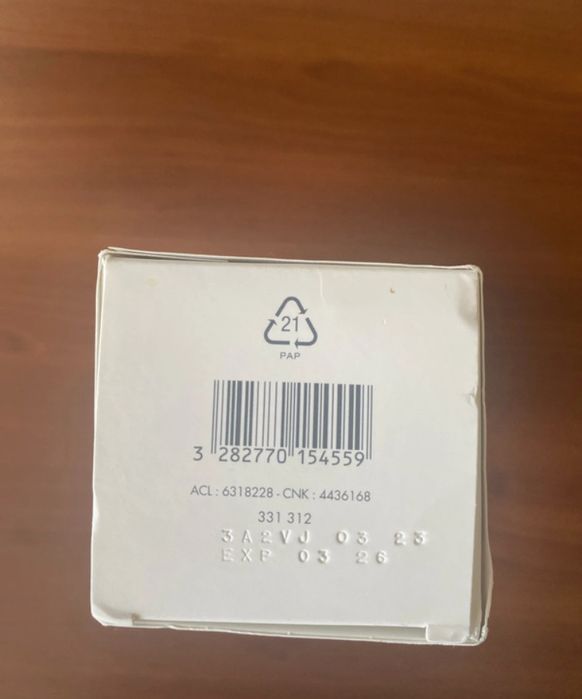 21
PAP
3 282770 154559
ACL : 6318228 - CNK : 4436168
331 312
3A2VJ 03 23
EXP 03 26